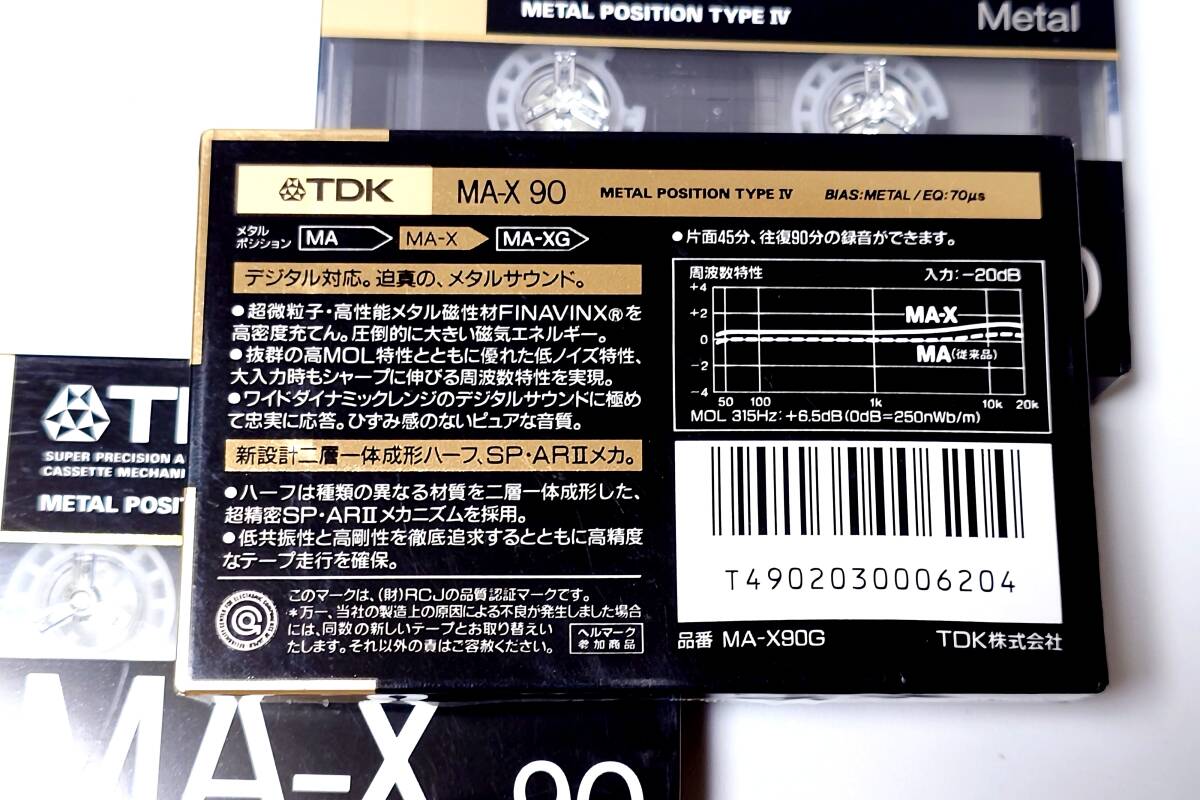 METAL POSITION TYPE IV
Metal
TDK
MA-X 90
METAL POSITION TYPE IV
BIAS:METAL/EQ:70μs
メタル
ポジション
MA
MA-X
MA-XG
デジタル対応。迫真の、メタルサウンド。
●超微粒子・高性能メタル磁性材FINAVINX®を
高密度充てん。圧倒的に大きい磁気エネルギー。
●抜群の高MOL特性とともに優れた低ノイズ特性、
大入力時もシャープに伸びる周波数特性を実現。
●ワイドダイナミックレンジのデジタルサウンドに極め
て忠実に応答。ひずみ感のないピュアな音質。
新設計二層一体成形ハーフ、SP・ARⅡメカ。
●ハーフは種類の異なる材質を二層一体成形した、
超精密SP・ARⅡメカニズムを採用。
●低共振性と高剛性を徹底追求するとともに高精度
なテープ走行を確保。
このマークは、(財)RCJの品質認証マークです。
*万一、当社の製造上の原因による不良が発生しました場合
には、同数の新しいテープとお取り替えい
たします。それ以外の責はご容赦ください。
ベルマーク
参加商品
●片面45分、往復90分の録音ができます。
周波数特性
入力:-20dB
+4
+2
0
-2
-4
MA-X
MA(従来品)
50 100 1k 10k 20k
MOL 315Hz:+6.5dB(0dB=250nWb/m)
T4902030006204
品番 MA-X90G
TDK株式会社
SUPER PRECISION A
CASSETTE MECHANI
METAL POSI
MA-X
90